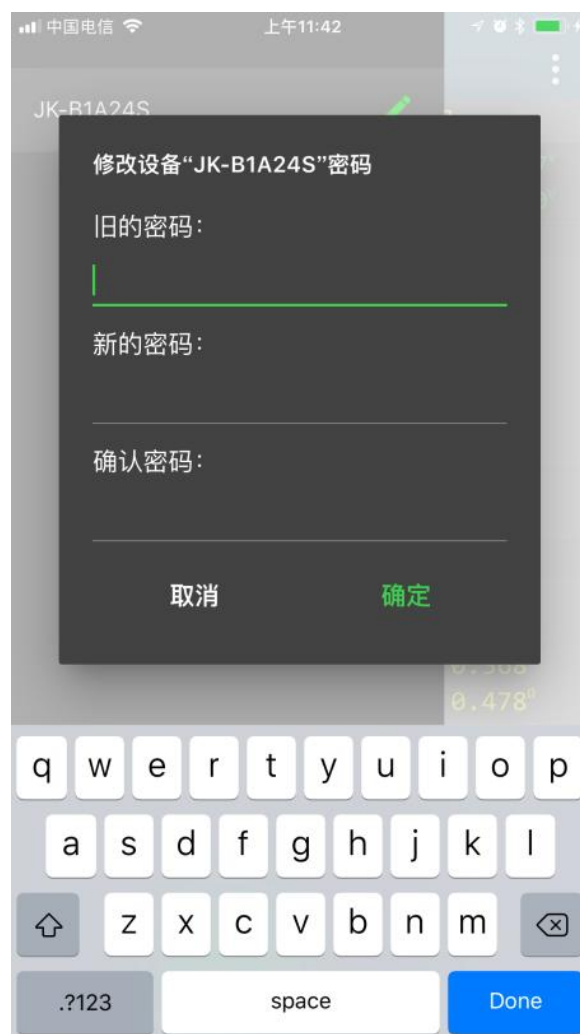 中国电信 上午11:42
JK-B1A24S
修改设备“JK-B1A24S”密码
旧的密码：
新的密码：
确认密码：
取消 确定
0.478Ω
q w e r t y u i o p
a s d f g h j k l
z x c v b n m
.?123 space Done